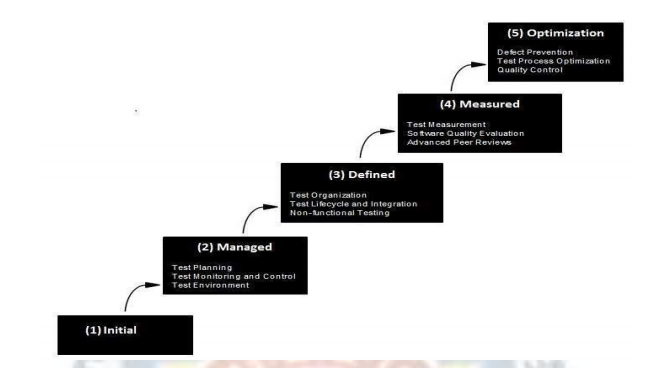 (5) Optimization
Defect Prevention
Test Process Optimization
Quality Control
(4) Measured
Test Measurement
Software Quality Evaluation
Advanced Peer Reviews
(3) Defined
Test Organization
Test Lifecycle and Integration
Non-functional Testing
(2) Managed
Test Planning
Test Monitoring and Control
Test Environment
(1) Initial